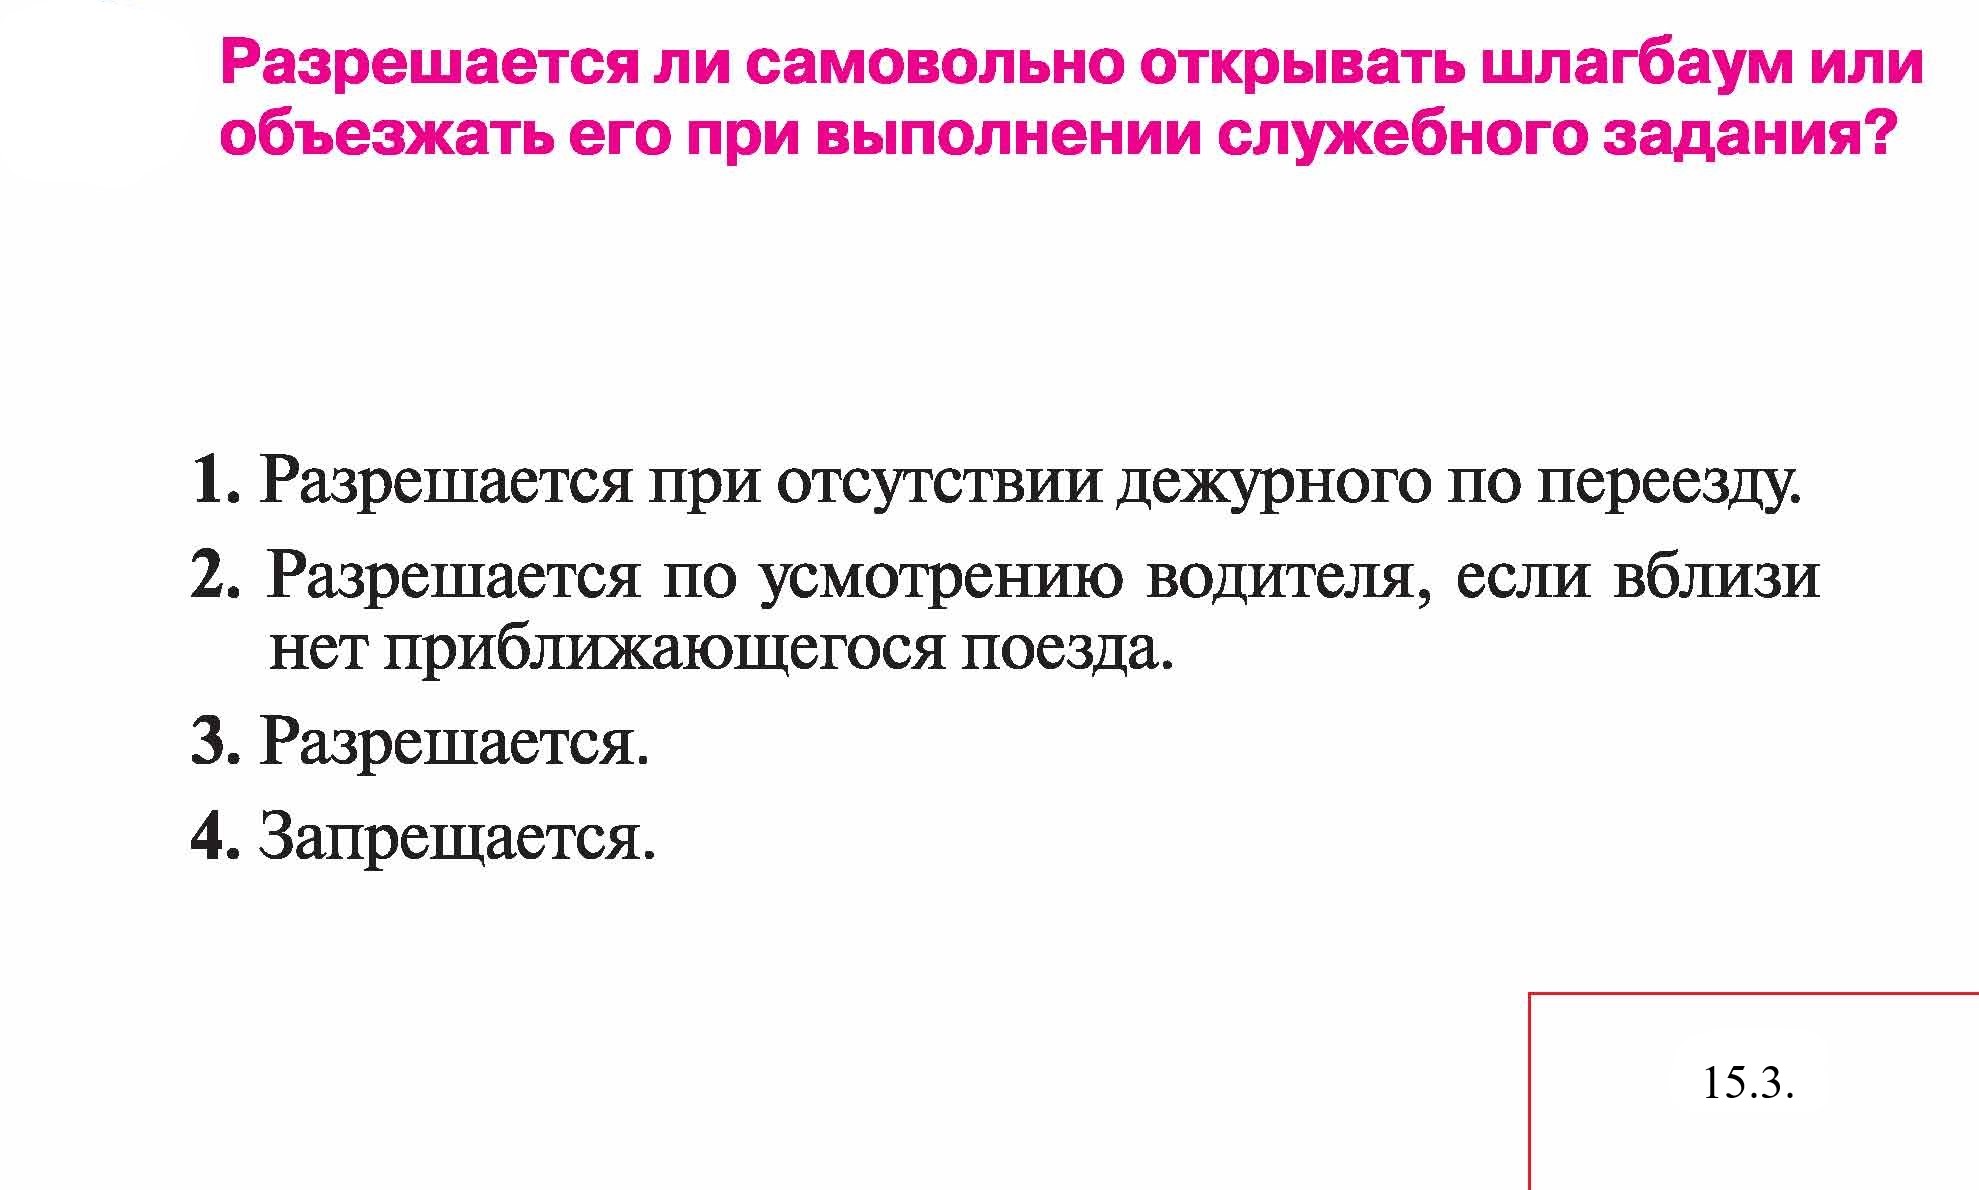 Разрешается ли самовольно открывать шлагбаум или
объезжать его при выполнении служебного задания?
1. Разрешается при отсутствии дежурного по переезду.
2. Разрешается по усмотрению водителя, если вблизи
нет приближающегося поезда.
3. Разрешается.
4. Запрещается.
15.3.